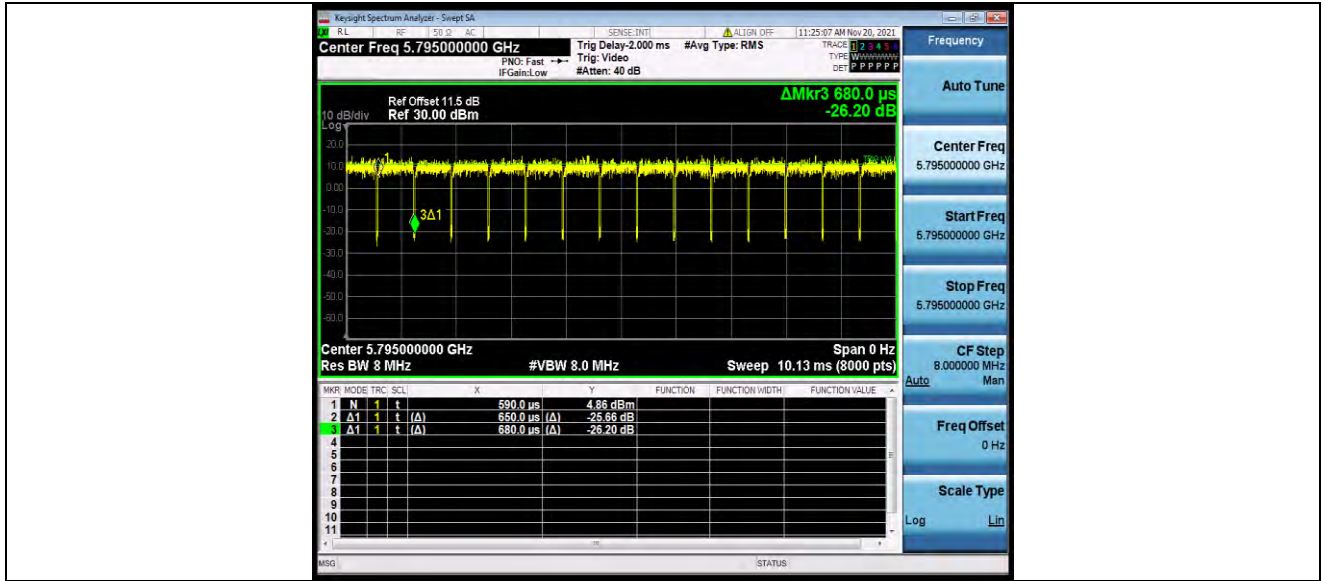 Keysight Spectrum Analyzer - Swept SA
RL RF 50 Ω AC SENSE:INT ALIGN OFF 11:25:07 AM Nov 20, 2021
Center Freq 5.795000000 GHz Trig Delay-2.000 ms #Avg Type: RMS TRACE 1 2 3 4 5 6
PNO: Fast Trig: Video TYPE W
IFGain:Low #Atten: 40 dB DET P P P P P P
Frequency
ΔMkr3 680.0 µs
-26.20 dB
Ref Offset 11.5 dB
10 dB/div Ref 30.00 dBm
Log
20.0
10.0
0.00
-10.0
-20.0
-30.0
-40.0
-50.0
-60.0
1
3Δ1
Center 5.795000000 GHz Span 0 Hz
Res BW 8 MHz #VBW 8.0 MHz Sweep 10.13 ms (8000 pts)
MKR MODE TRC SCL X Y FUNCTION FUNCTION WIDTH FUNCTION VALUE
1 N 1 t 590.0 µs 4.86 dBm
2 Δ1 1 t (Δ) 650.0 µs (Δ) -25.66 dB
3 Δ1 1 t (Δ) 680.0 µs (Δ) -26.20 dB
4
5
6
7
8
9
10
11
MSG STATUS
Auto Tune
Center Freq
5.795000000 GHz
Start Freq
5.795000000 GHz
Stop Freq
5.795000000 GHz
CF Step
8.000000 MHz
Auto Man
Freq Offset
0 Hz
Scale Type
Log Lin